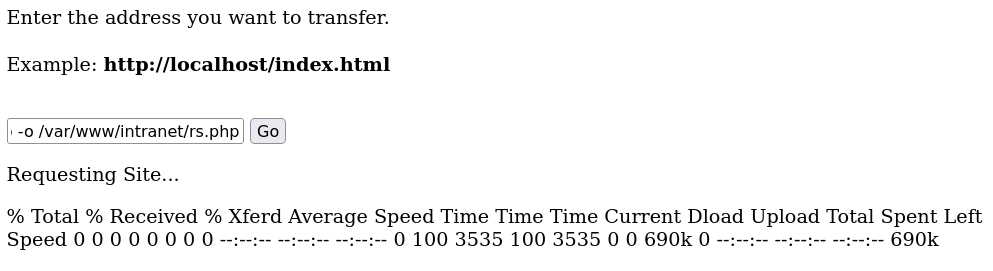 Enter the address you want to transfer.
Example: http://localhost/index.html
-o /var/www/intranet/rs.php Go
Requesting Site...
% Total % Received % Xferd Average Speed Time Time Time Current Dload Upload Total Spent Left
Speed 0 0 0 0 0 0 0 0 --:--:-- --:--:-- --:--:-- 0 100 3535 100 3535 0 0 690k 0 --:--:-- --:--:-- --:--:-- 690k